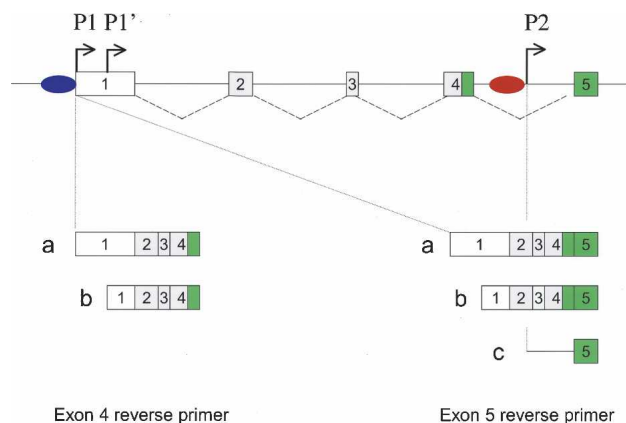 P1 P1’ P2
1 2 3 4 5
a 1 2 3 4 a 1 2 3 4 5
b 1 2 3 4 b 1 2 3 4 5
c 5
Exon 4 reverse primer Exon 5 reverse primer